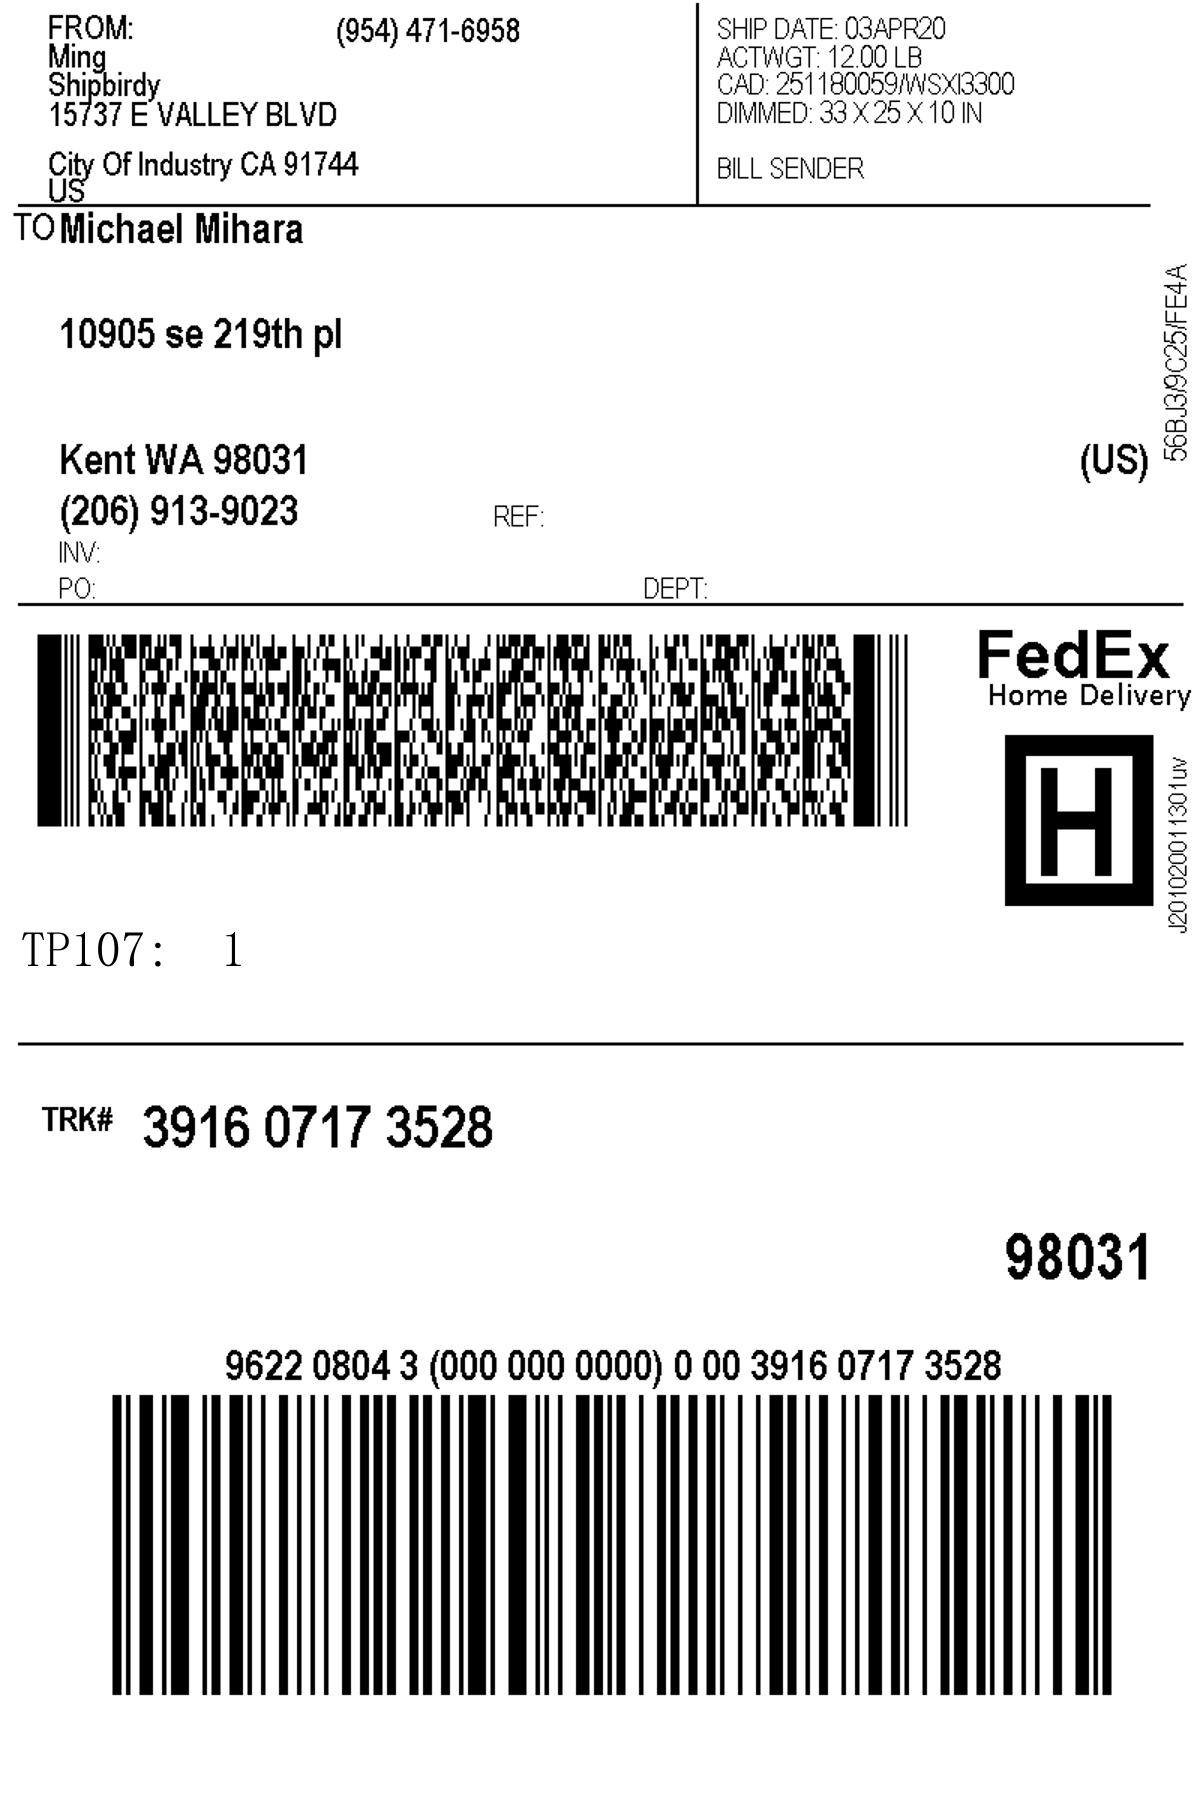 FROM: (954) 471-6958
Ming
Shipbirdy
15737 E VALLEY BLVD
City Of Industry CA 91744
US
SHIP DATE: 03APR20
ACTWGT: 12.00 LB
CAD: 251180059/WSXI3300
DIMMED: 33 X 25 X 10 IN
BILL SENDER
TO Michael Mihara
10905 se 219th pl
Kent WA 98031 (US)
(206) 913-9023 REF:
INV:
PO: DEPT:
56BJ3/9C25/FE4A
FedEx
Home Delivery
H
J201020011301uv
TP107: 1
TRK# 3916 0717 3528
98031
9622 0804 3 (000 000 0000) 0 00 3916 0717 3528